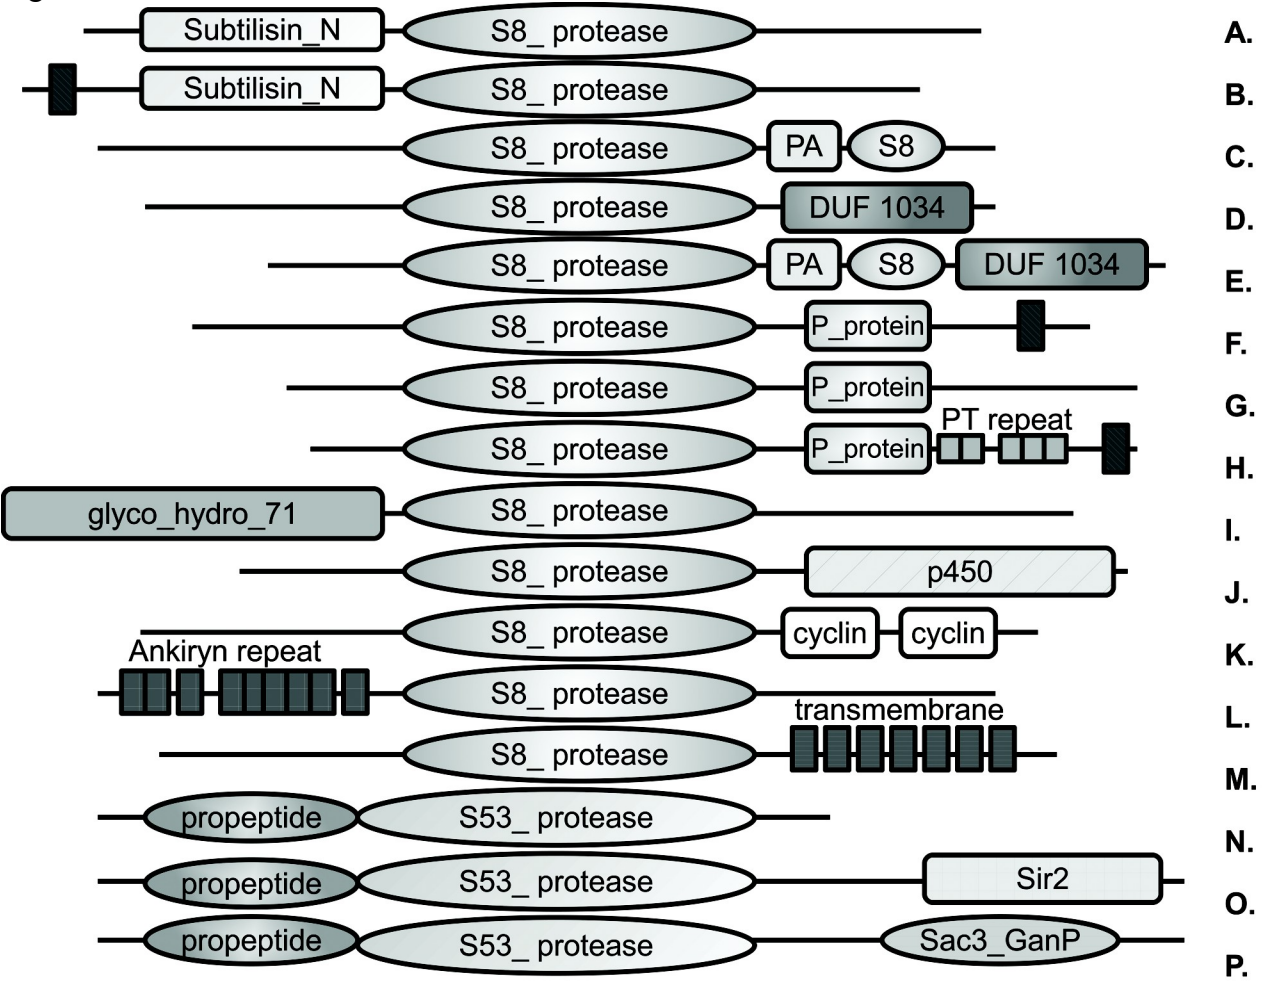 Subtilisin_N S8_ protease A.
Subtilisin_N S8_ protease B.
S8_ protease PA S8 C.
S8_ protease DUF 1034 D.
S8_ protease PA S8 DUF 1034 E.
S8_ protease P_protein F.
S8_ protease P_protein G.
PT repeat
S8_ protease P_protein H.
glyco_hydro_71 S8_ protease I.
S8_ protease p450 J.
S8_ protease cyclin cyclin K.
Ankiryn repeat
S8_ protease L.
transmembrane
S8_ protease M.
propeptide S53_ protease N.
propeptide S53_ protease Sir2 O.
propeptide S53_ protease Sac3_GanP P.